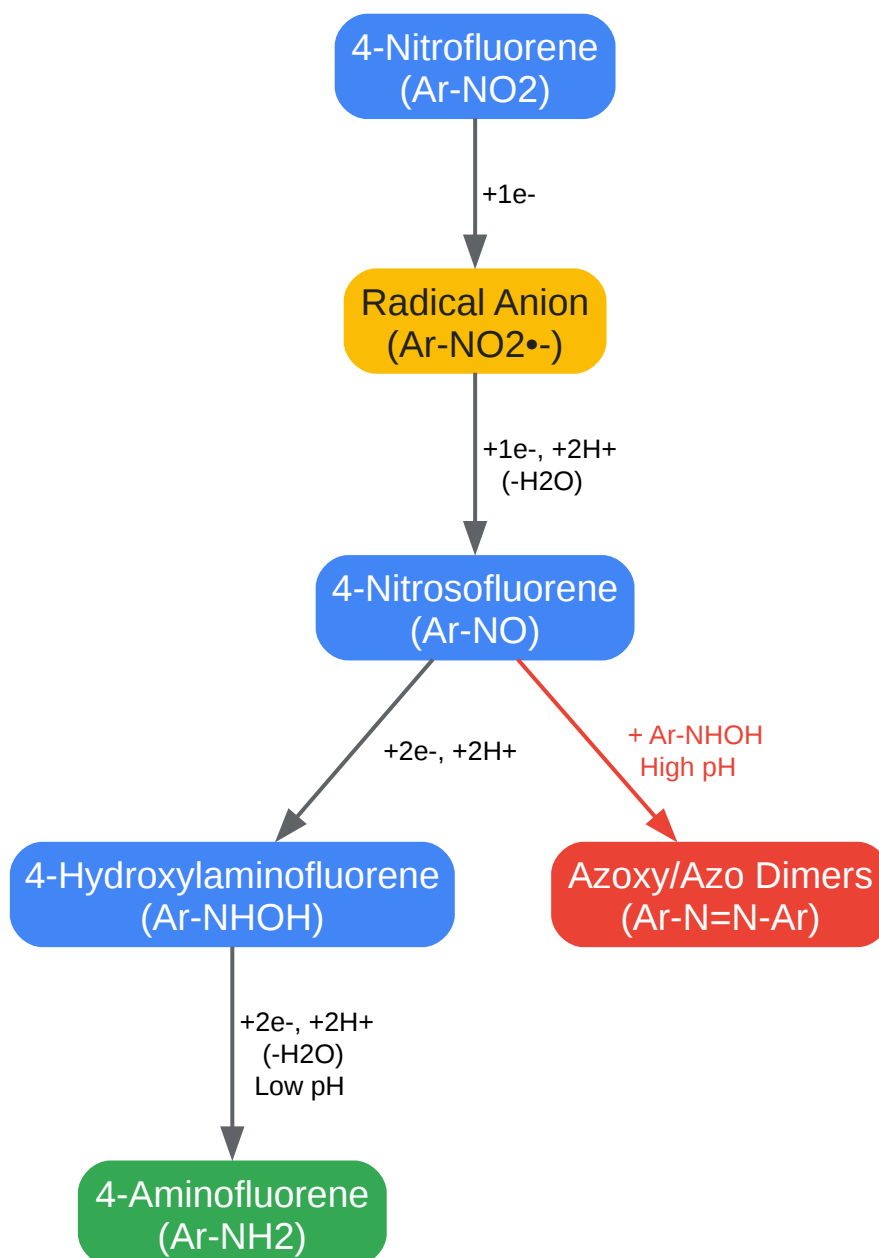 4-Nitrofluorene
(Ar-NO2)
+1e-
Radical Anion
(Ar-NO2•-)
+1e-, +2H+
(-H2O)
4-Nitrosofluorene
(Ar-NO)
+2e-, +2H+
+ Ar-NHOH
High pH
4-Hydroxylaminofluorene
(Ar-NHOH)
Azoxy/Azo Dimers
(Ar-N=N-Ar)
+2e-, +2H+
(-H2O)
Low pH
4-Aminofluorene
(Ar-NH2)